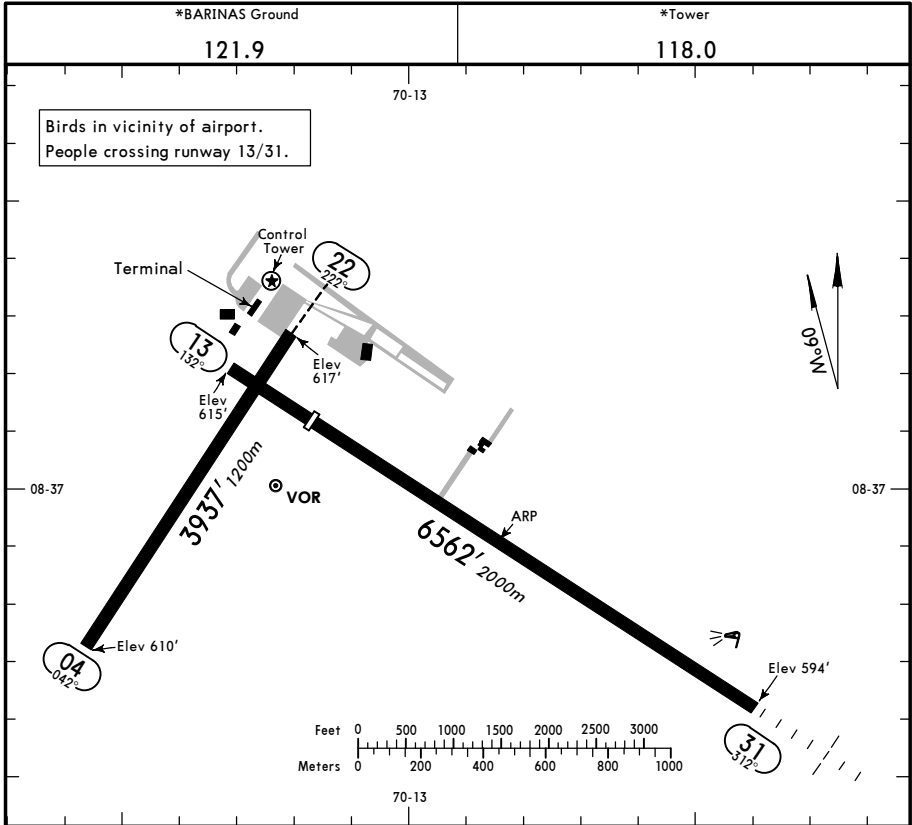 *BARINAS Ground
121.9
*Tower
118.0
70-13
Birds in vicinity of airport.
People crossing runway 13/31.
Control
Tower
Terminal
22
222°
13
132°
Elev
617'
Elev
615'
09°W
08-37
08-37
VOR
3937' 1200m
ARP
6562' 2000m
Elev 610'
04
042°
Elev 594'
31
312°
Feet 0 500 1000 1500 2000 2500 3000
Meters 0 200 400 600 800 1000
70-13